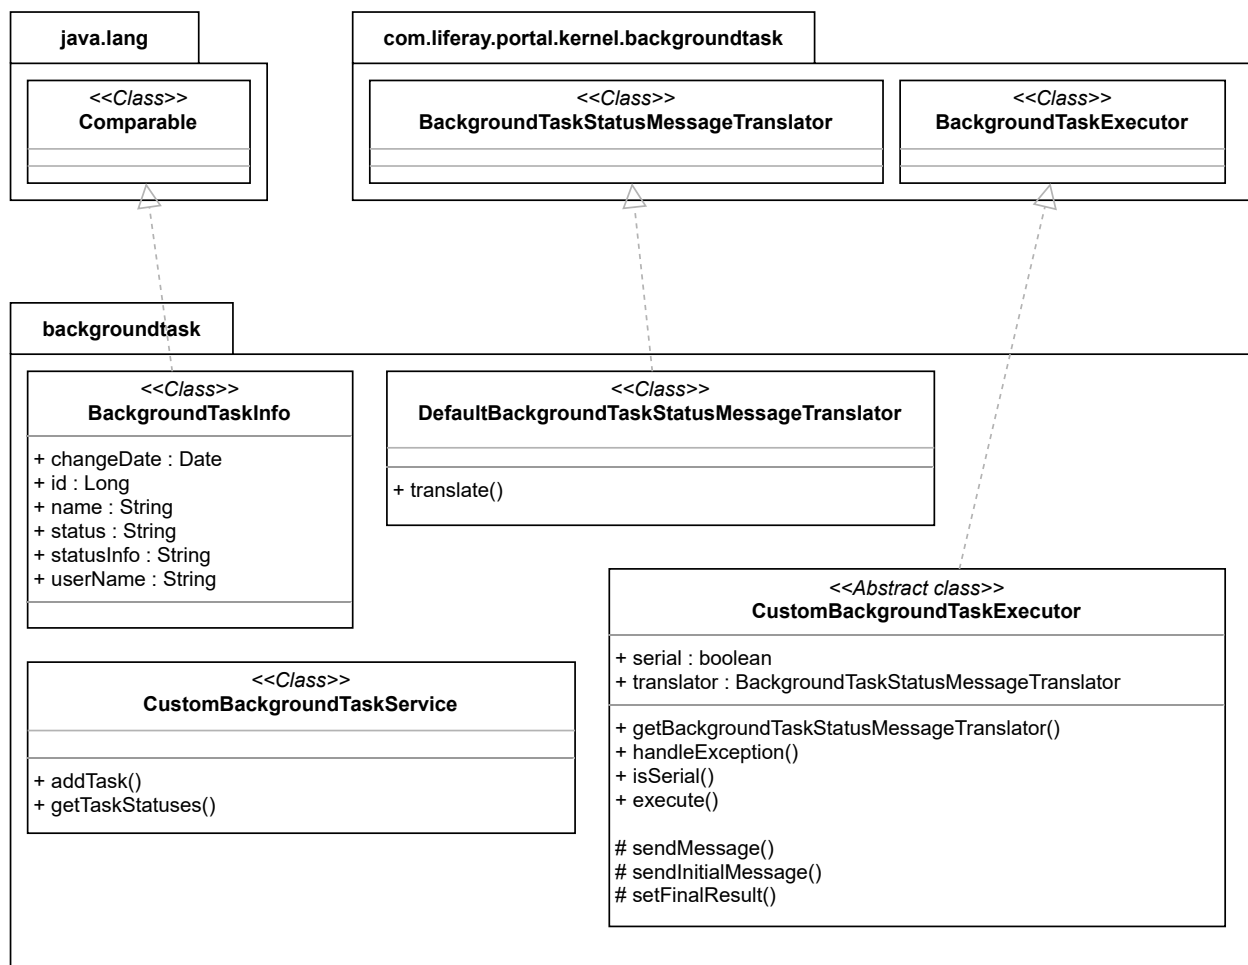 java.lang
<<Class>>
Comparable
com.liferay.portal.kernel.backgroundtask
<<Class>>
BackgroundTaskStatusMessageTranslator
<<Class>>
BackgroundTaskExecutor
backgroundtask
<<Class>>
BackgroundTaskInfo
+ changeDate : Date
+ id : Long
+ name : String
+ status : String
+ statusInfo : String
+ userName : String
<<Class>>
DefaultBackgroundTaskStatusMessageTranslator
+ translate()
<<Class>>
CustomBackgroundTaskService
+ addTask()
+ getTaskStatuses()
<<Abstract class>>
CustomBackgroundTaskExecutor
+ serial : boolean
+ translator : BackgroundTaskStatusMessageTranslator
+ getBackgroundTaskStatusMessageTranslator()
+ handleException()
+ isSerial()
+ execute()
# sendMessage()
# sendInitialMessage()
# setFinalResult()